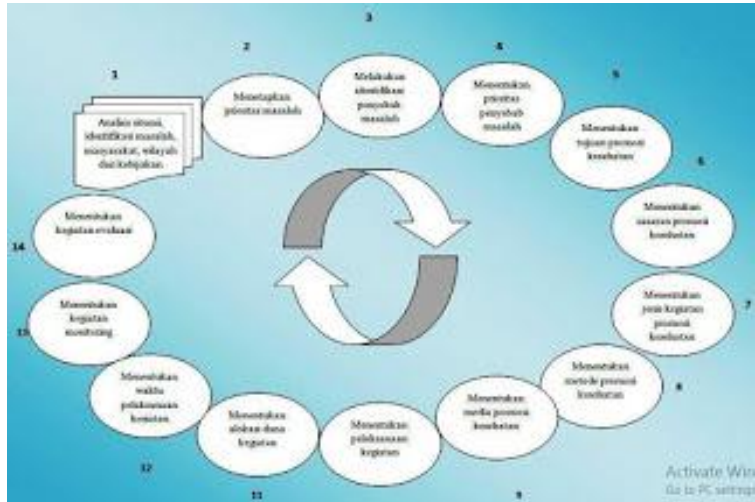 1
Analisis situasi,
identifikasi masalah,
masyarakat, wilayah
dan kebijakan
2
Menetapkan
prioritas masalah
3
Melakukan
identifikasi
penyebab
masalah
4
Menentukan
prioritas
penyebab
masalah
5
Menentukan
tujuan promosi
kesehatan
6
Menentukan
sasaran promosi
kesehatan
7
Menentukan
jenis kegiatan
promosi
kesehatan
8
Menentukan
metode promosi
kesehatan
9
Menentukan
media promosi
kesehatan
Menentukan
pelaksanaan
kegiatan
11
Menentukan
alokasi dana
kegiatan
12
Menentukan
waktu
pelaksanaan
kegiatan
13
Menentukan
kegiatan
monitoring
14
Menentukan
kegiatan evaluasi
Activate Win
Go to PC settings